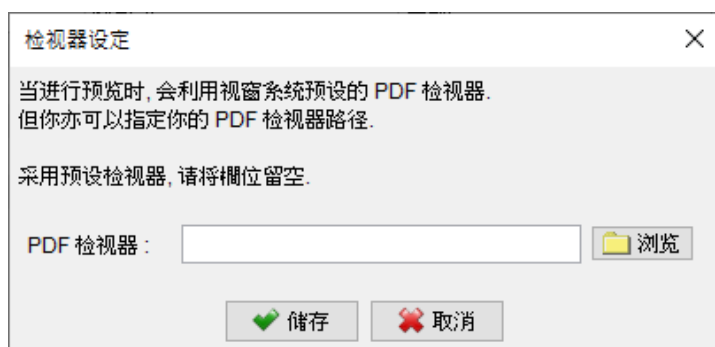 检视器设定
当进行预览时, 会利用视窗系统预设的 PDF 检视器.
但你亦可以指定你的 PDF 检视器路径.
采用预设检视器, 请将欄位留空.
PDF 检视器 :
浏览
储存
取消